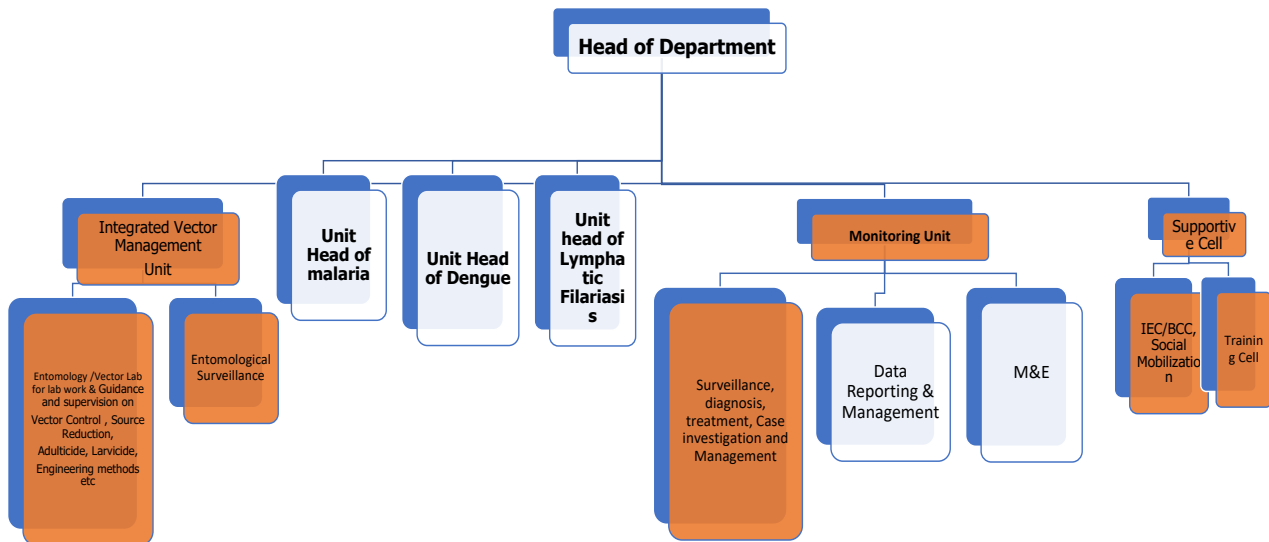 Head of Department
Integrated Vector
Management
Unit
Unit
Head of
malaria
Unit Head
of Dengue
Unit
head of
Lympha
tic
Filariasi
s
Monitoring Unit
Supportiv
e Cell
Entomology /Vector Lab
for lab work & Guidance
and supervision on
Vector Control , Source
Reduction,
Adulticide, Larvicide,
Engineering methods
etc
Entomological
Surveillance
Surveillance,
diagnosis,
treatment, Case
investigation and
Management
Data
Reporting &
Management
M&E
IEC/BCC,
Social
Mobilizatio
n
Trainin
g Cell